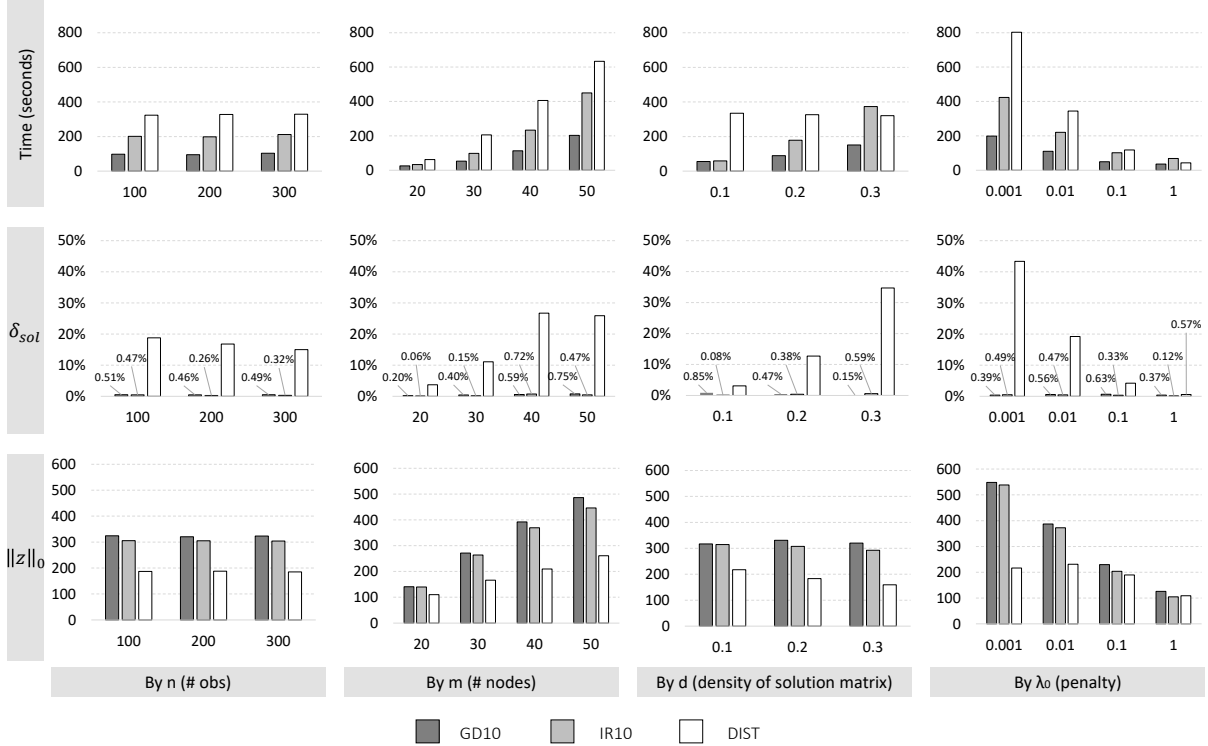 Time (seconds)
800
600
400
200
0
100 200 300
800
600
400
200
0
20 30 40 50
800
600
400
200
0
0.1 0.2 0.3
800
600
400
200
0
0.001 0.01 0.1 1
δsol
50%
40%
30%
20%
10%
0%
0.47% 0.26% 0.32%
0.51% 0.46% 0.49%
100 200 300
50%
40%
30%
20%
10%
0%
0.06% 0.15% 0.72% 0.47%
0.20% 0.40% 0.59% 0.75%
20 30 40 50
50%
40%
30%
20%
10%
0%
0.08% 0.38% 0.59%
0.85% 0.47% 0.15%
0.1 0.2 0.3
50%
40%
30%
20%
10%
0%
0.57%
0.49% 0.47% 0.33% 0.12%
0.39% 0.56% 0.63% 0.37%
0.001 0.01 0.1 1
‖z‖0
600
500
400
300
200
100
0
100 200 300
600
500
400
300
200
100
0
20 30 40 50
600
500
400
300
200
100
0
0.1 0.2 0.3
600
500
400
300
200
100
0
0.001 0.01 0.1 1
By n (# obs)
By m (# nodes)
By d (density of solution matrix)
By λ₀ (penalty)
GD10 IR10 DIST